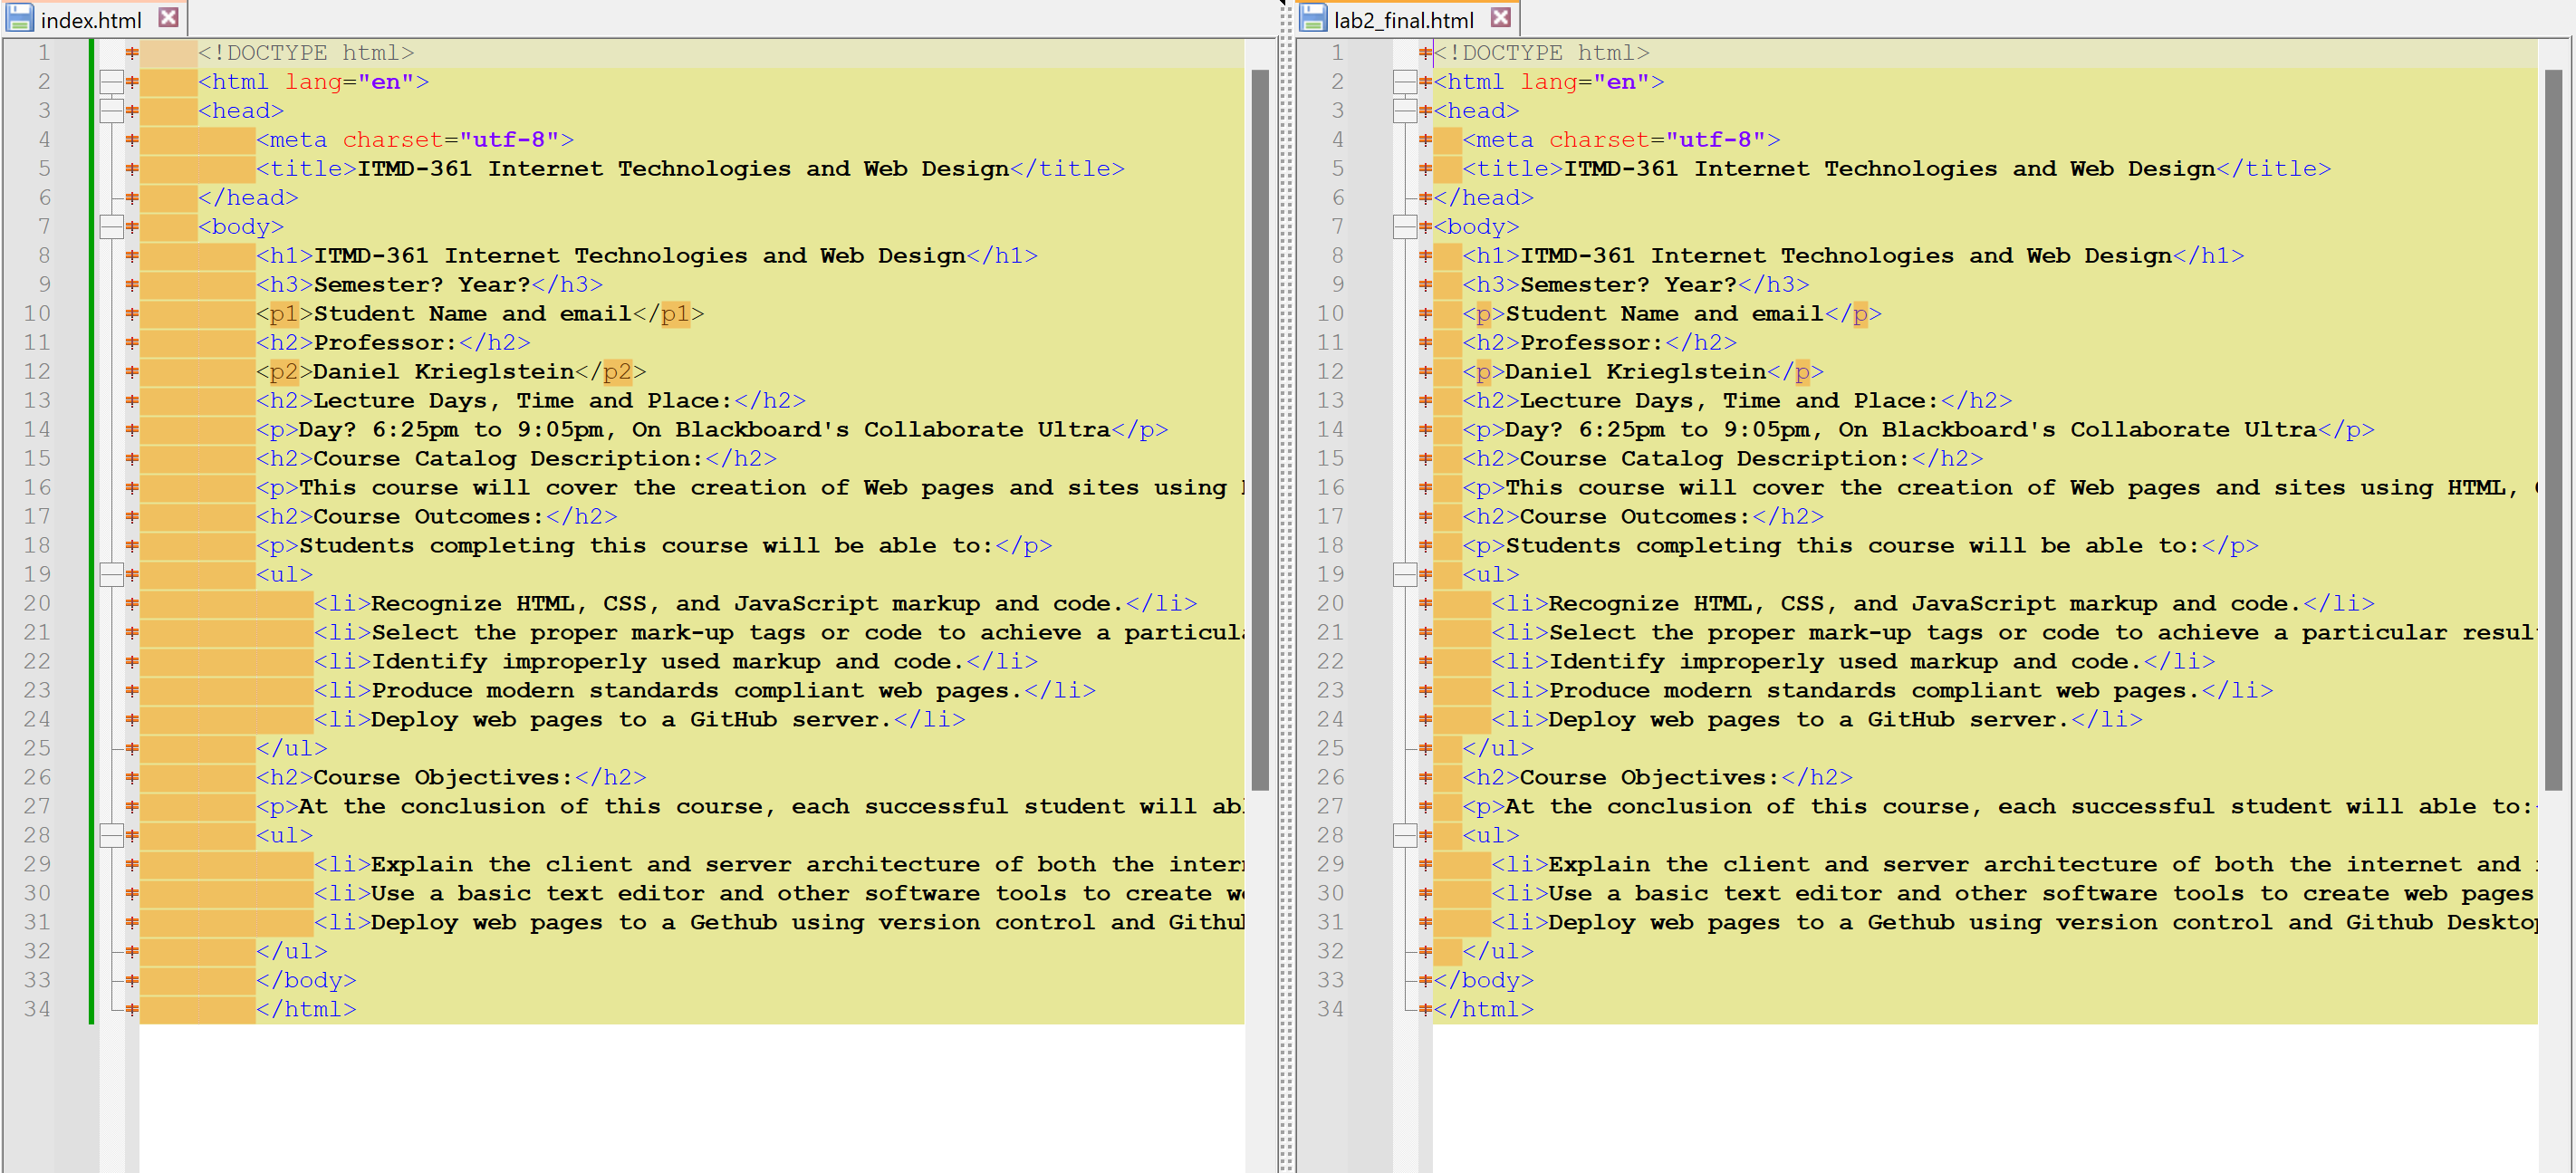 index.html
1 <!DOCTYPE html>
2 <html lang="en">
3 <head>
4 <meta charset="utf-8">
5 <title>ITMD-361 Internet Technologies and Web Design</title>
6 </head>
7 <body>
8 <h1>ITMD-361 Internet Technologies and Web Design</h1>
9 <h3>Semester? Year?</h3>
10 <p1>Student Name and email</p1>
11 <h2>Professor:</h2>
12 <p2>Daniel Krieglstein</p2>
13 <h2>Lecture Days, Time and Place:</h2>
14 <p>Day? 6:25pm to 9:05pm, On Blackboard's Collaborate Ultra</p>
15 <h2>Course Catalog Description:</h2>
16 <p>This course will cover the creation of Web pages and sites using
17 <h2>Course Outcomes:</h2>
18 <p>Students completing this course will be able to:</p>
19 <ul>
20 <li>Recognize HTML, CSS, and JavaScript markup and code.</li>
21 <li>Select the proper mark-up tags or code to achieve a particula
22 <li>Identify improperly used markup and code.</li>
23 <li>Produce modern standards compliant web pages.</li>
24 <li>Deploy web pages to a GitHub server.</li>
25 </ul>
26 <h2>Course Objectives:</h2>
27 <p>At the conclusion of this course, each successful student will abl
28 <ul>
29 <li>Explain the client and server architecture of both the intern
30 <li>Use a basic text editor and other software tools to create we
31 <li>Deploy web pages to a Gethub using version control and Github
32 </ul>
33 </body>
34 </html>
lab2_final.html
1 <!DOCTYPE html>
2 <html lang="en">
3 <head>
4 <meta charset="utf-8">
5 <title>ITMD-361 Internet Technologies and Web Design</title>
6 </head>
7 <body>
8 <h1>ITMD-361 Internet Technologies and Web Design</h1>
9 <h3>Semester? Year?</h3>
10 <p>Student Name and email</p>
11 <h2>Professor:</h2>
12 <p>Daniel Krieglstein</p>
13 <h2>Lecture Days, Time and Place:</h2>
14 <p>Day? 6:25pm to 9:05pm, On Blackboard's Collaborate Ultra</p>
15 <h2>Course Catalog Description:</h2>
16 <p>This course will cover the creation of Web pages and sites using HTML,
17 <h2>Course Outcomes:</h2>
18 <p>Students completing this course will be able to:</p>
19 <ul>
20 <li>Recognize HTML, CSS, and JavaScript markup and code.</li>
21 <li>Select the proper mark-up tags or code to achieve a particular resul
22 <li>Identify improperly used markup and code.</li>
23 <li>Produce modern standards compliant web pages.</li>
24 <li>Deploy web pages to a GitHub server.</li>
25 </ul>
26 <h2>Course Objectives:</h2>
27 <p>At the conclusion of this course, each successful student will able to:
28 <ul>
29 <li>Explain the client and server architecture of both the internet and
30 <li>Use a basic text editor and other software tools to create web pages
31 <li>Deploy web pages to a Gethub using version control and Github Desktop
32 </ul>
33 </body>
34 </html>